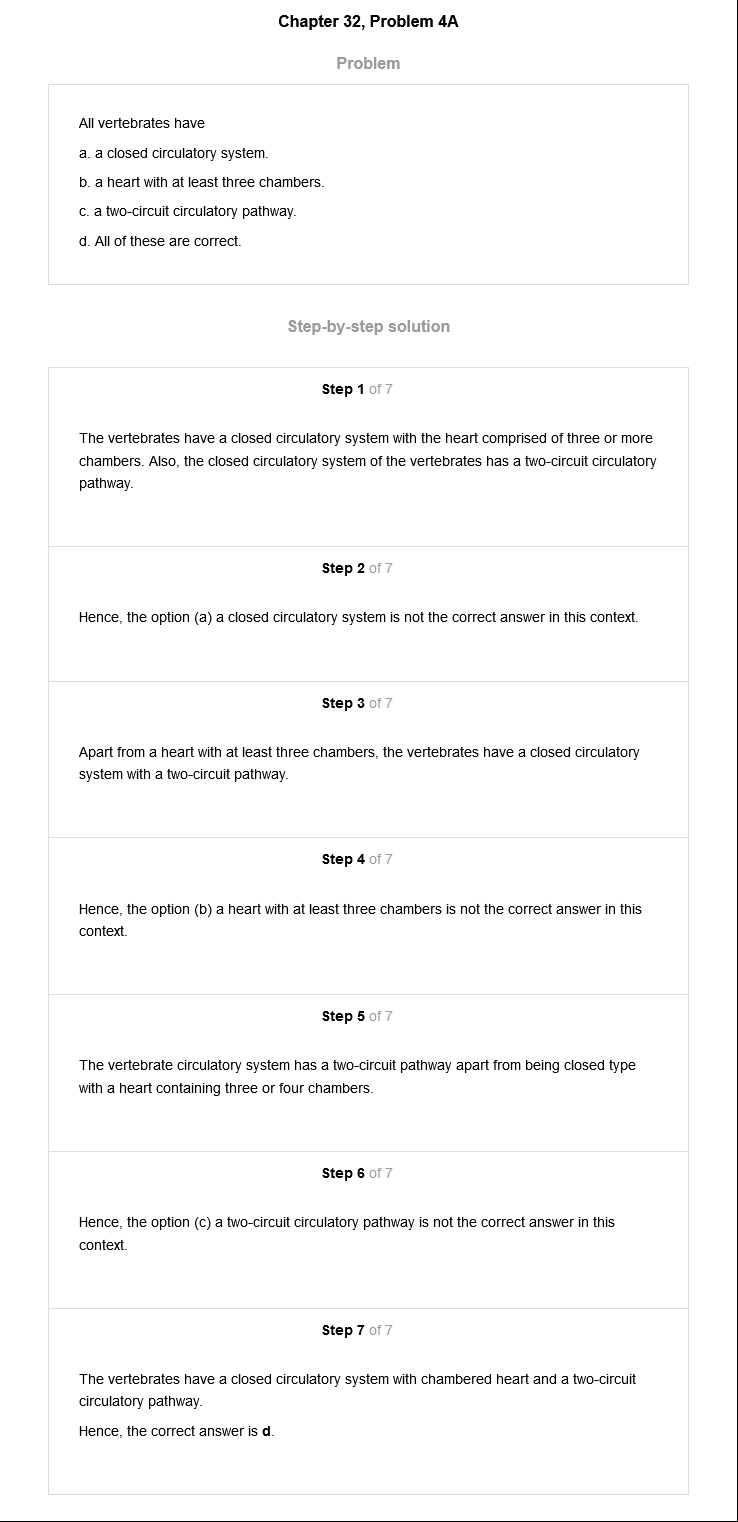 Chapter 32, Problem 4A
Problem
All vertebrates have
a. a closed circulatory system.
b. a heart with at least three chambers.
c. a two-circuit circulatory pathway.
d. All of these are correct.
Step-by-step solution
Step 1 of 7
The vertebrates have a closed circulatory system with the heart comprised of three or more
chambers. Also, the closed circulatory system of the vertebrates has a two-circuit circulatory
pathway.
Step 2 of 7
Hence, the option (a) a closed circulatory system is not the correct answer in this context.
Step 3 of 7
Apart from a heart with at least three chambers, the vertebrates have a closed circulatory
system with a two-circuit pathway.
Step 4 of 7
Hence, the option (b) a heart with at least three chambers is not the correct answer in this
context.
Step 5 of 7
The vertebrate circulatory system has a two-circuit pathway apart from being closed type
with a heart containing three or four chambers.
Step 6 of 7
Hence, the option (c) a two-circuit circulatory pathway is not the correct answer in this
context.
Step 7 of 7
The vertebrates have a closed circulatory system with chambered heart and a two-circuit
circulatory pathway.
Hence, the correct answer is d.